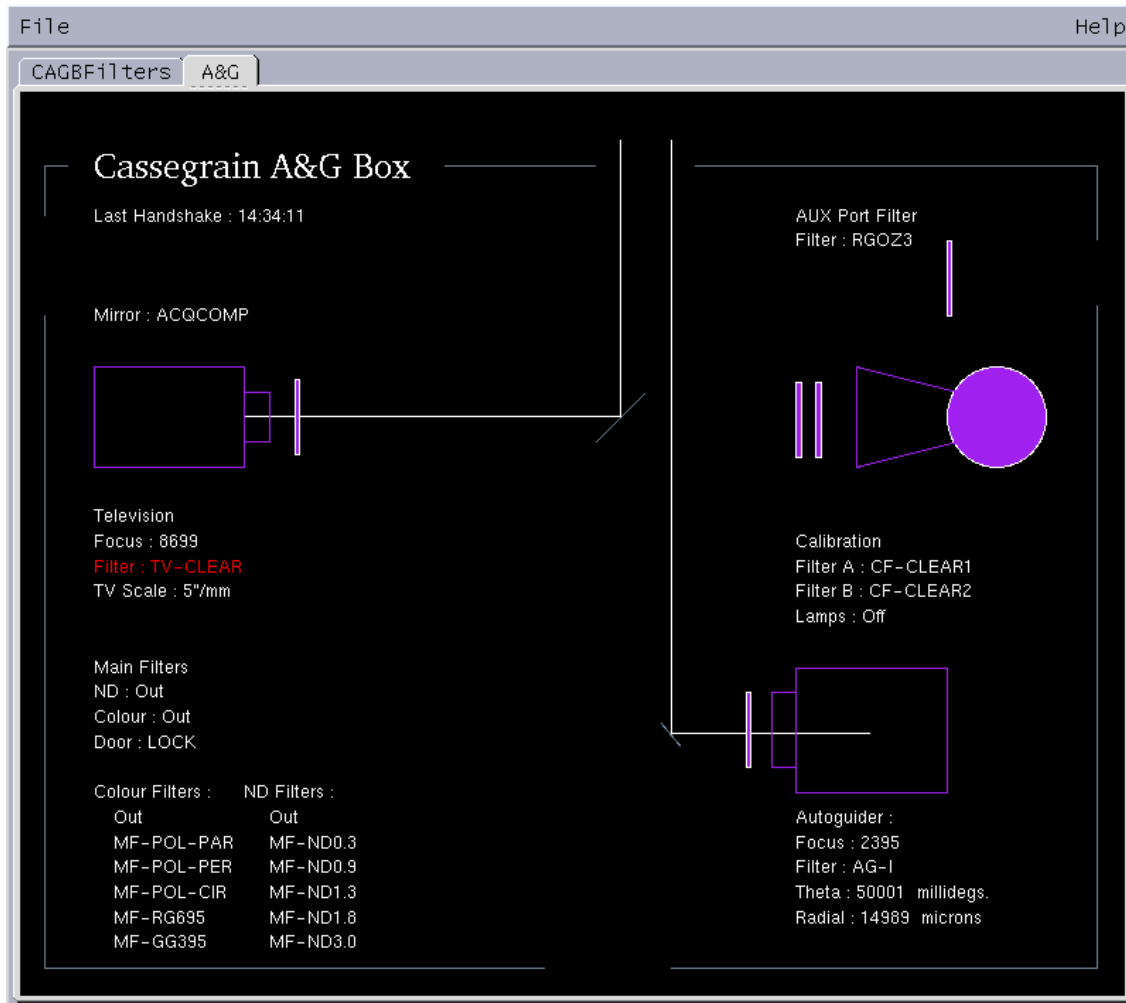 File Help
CAGBFilters A&G
Cassegrain A&G Box
Last Handshake : 14:34:11
AUX Port Filter
Filter : RGOZ3
Mirror : ACQCOMP
Television
Focus : 8699
Filter : TV-CLEAR
TV Scale : 5"/mm
Calibration
Filter A : CF-CLEAR1
Filter B : CF-CLEAR2
Lamps : Off
Main Filters
ND : Out
Colour : Out
Door : LOCK
Colour Filters : ND Filters :
Out Out
MF-POL-PAR MF-ND0.3
MF-POL-PER MF-ND0.9
MF-POL-CIR MF-ND1.3
MF-RG695 MF-ND1.8
MF-GG395 MF-ND3.0
Autoguider :
Focus : 2395
Filter : AG-I
Theta : 50001 millidegs.
Radial : 14989 microns